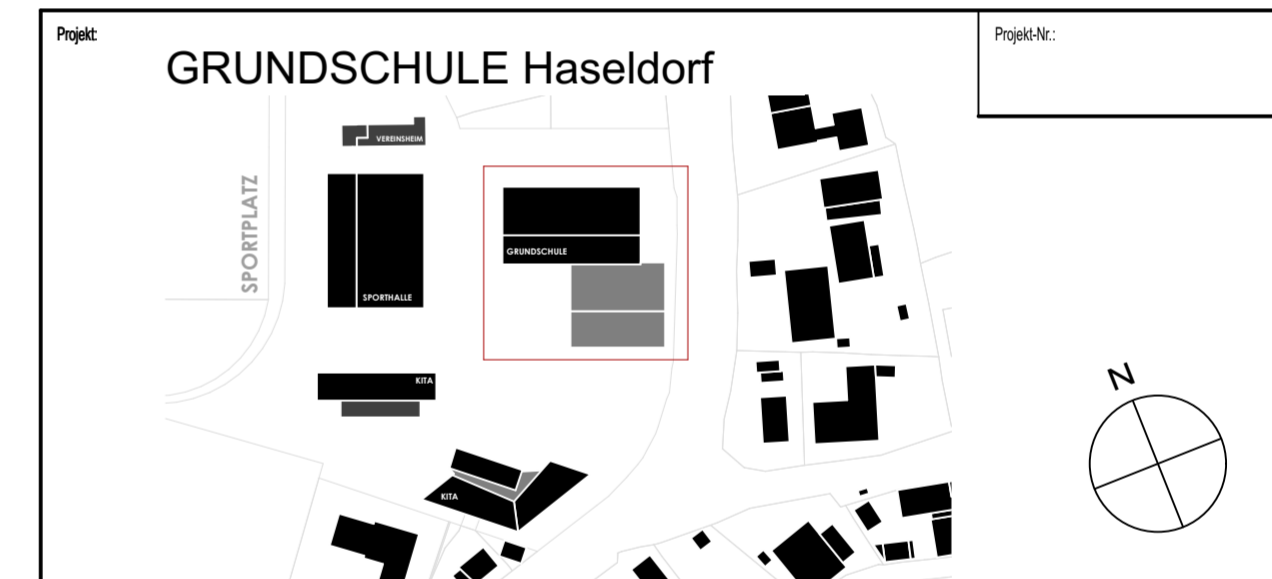 Projekt:
Projekt-Nr.:
GRUNDSCHULE Haseldorf
VEREINSHEIM
SPORTPLATZ
GRUNDSCHULE
SPORTHALLE
KITA
N
KITA